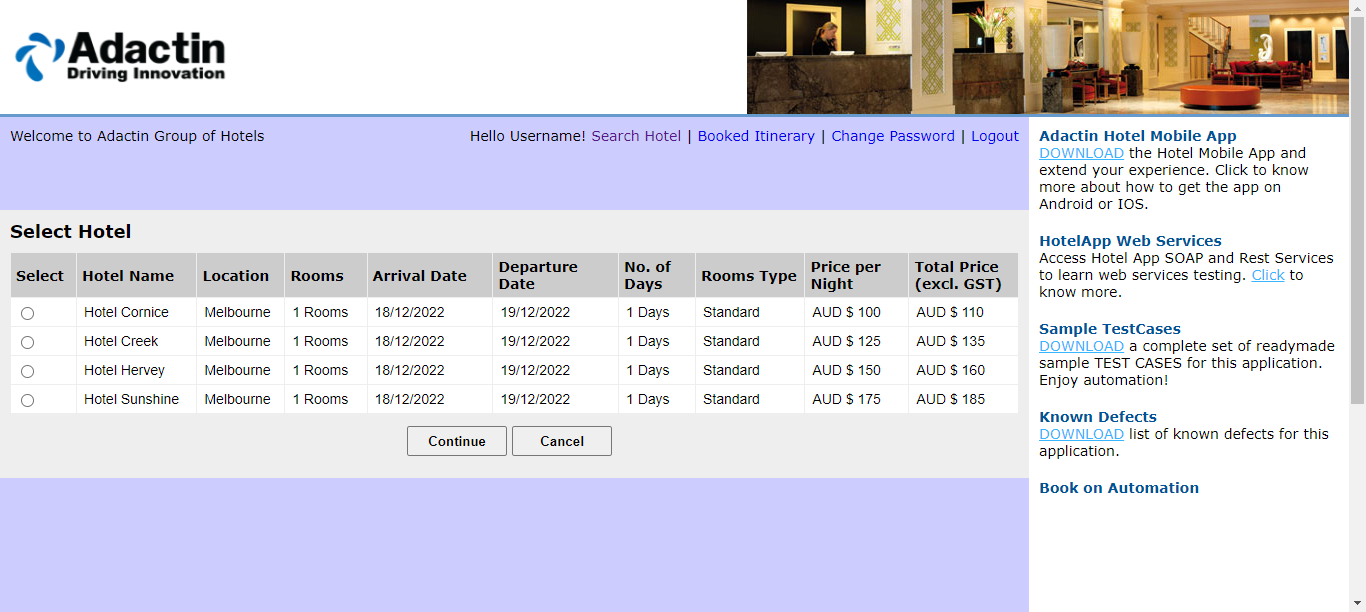 Adactin
Driving Innovation
Welcome to Adactin Group of Hotels
Hello Username! Search Hotel | Booked Itinerary | Change Password | Logout
Select Hotel
Select Hotel Name Location Rooms Arrival Date Departure Date No. of Days Rooms Type Price per Night Total Price (excl. GST)
Hotel Cornice Melbourne 1 Rooms 18/12/2022 19/12/2022 1 Days Standard AUD $ 100 AUD $ 110
Hotel Creek Melbourne 1 Rooms 18/12/2022 19/12/2022 1 Days Standard AUD $ 125 AUD $ 135
Hotel Hervey Melbourne 1 Rooms 18/12/2022 19/12/2022 1 Days Standard AUD $ 150 AUD $ 160
Hotel Sunshine Melbourne 1 Rooms 18/12/2022 19/12/2022 1 Days Standard AUD $ 175 AUD $ 185
Continue Cancel
Adactin Hotel Mobile App
DOWNLOAD the Hotel Mobile App and
extend your experience. Click to know
more about how to get the app on
Android or IOS.
HotelApp Web Services
Access Hotel App SOAP and Rest Services
to learn web services testing. Click to
know more.
Sample TestCases
DOWNLOAD a complete set of readymade
sample TEST CASES for this application.
Enjoy automation!
Known Defects
DOWNLOAD list of known defects for this
application.
Book on Automation